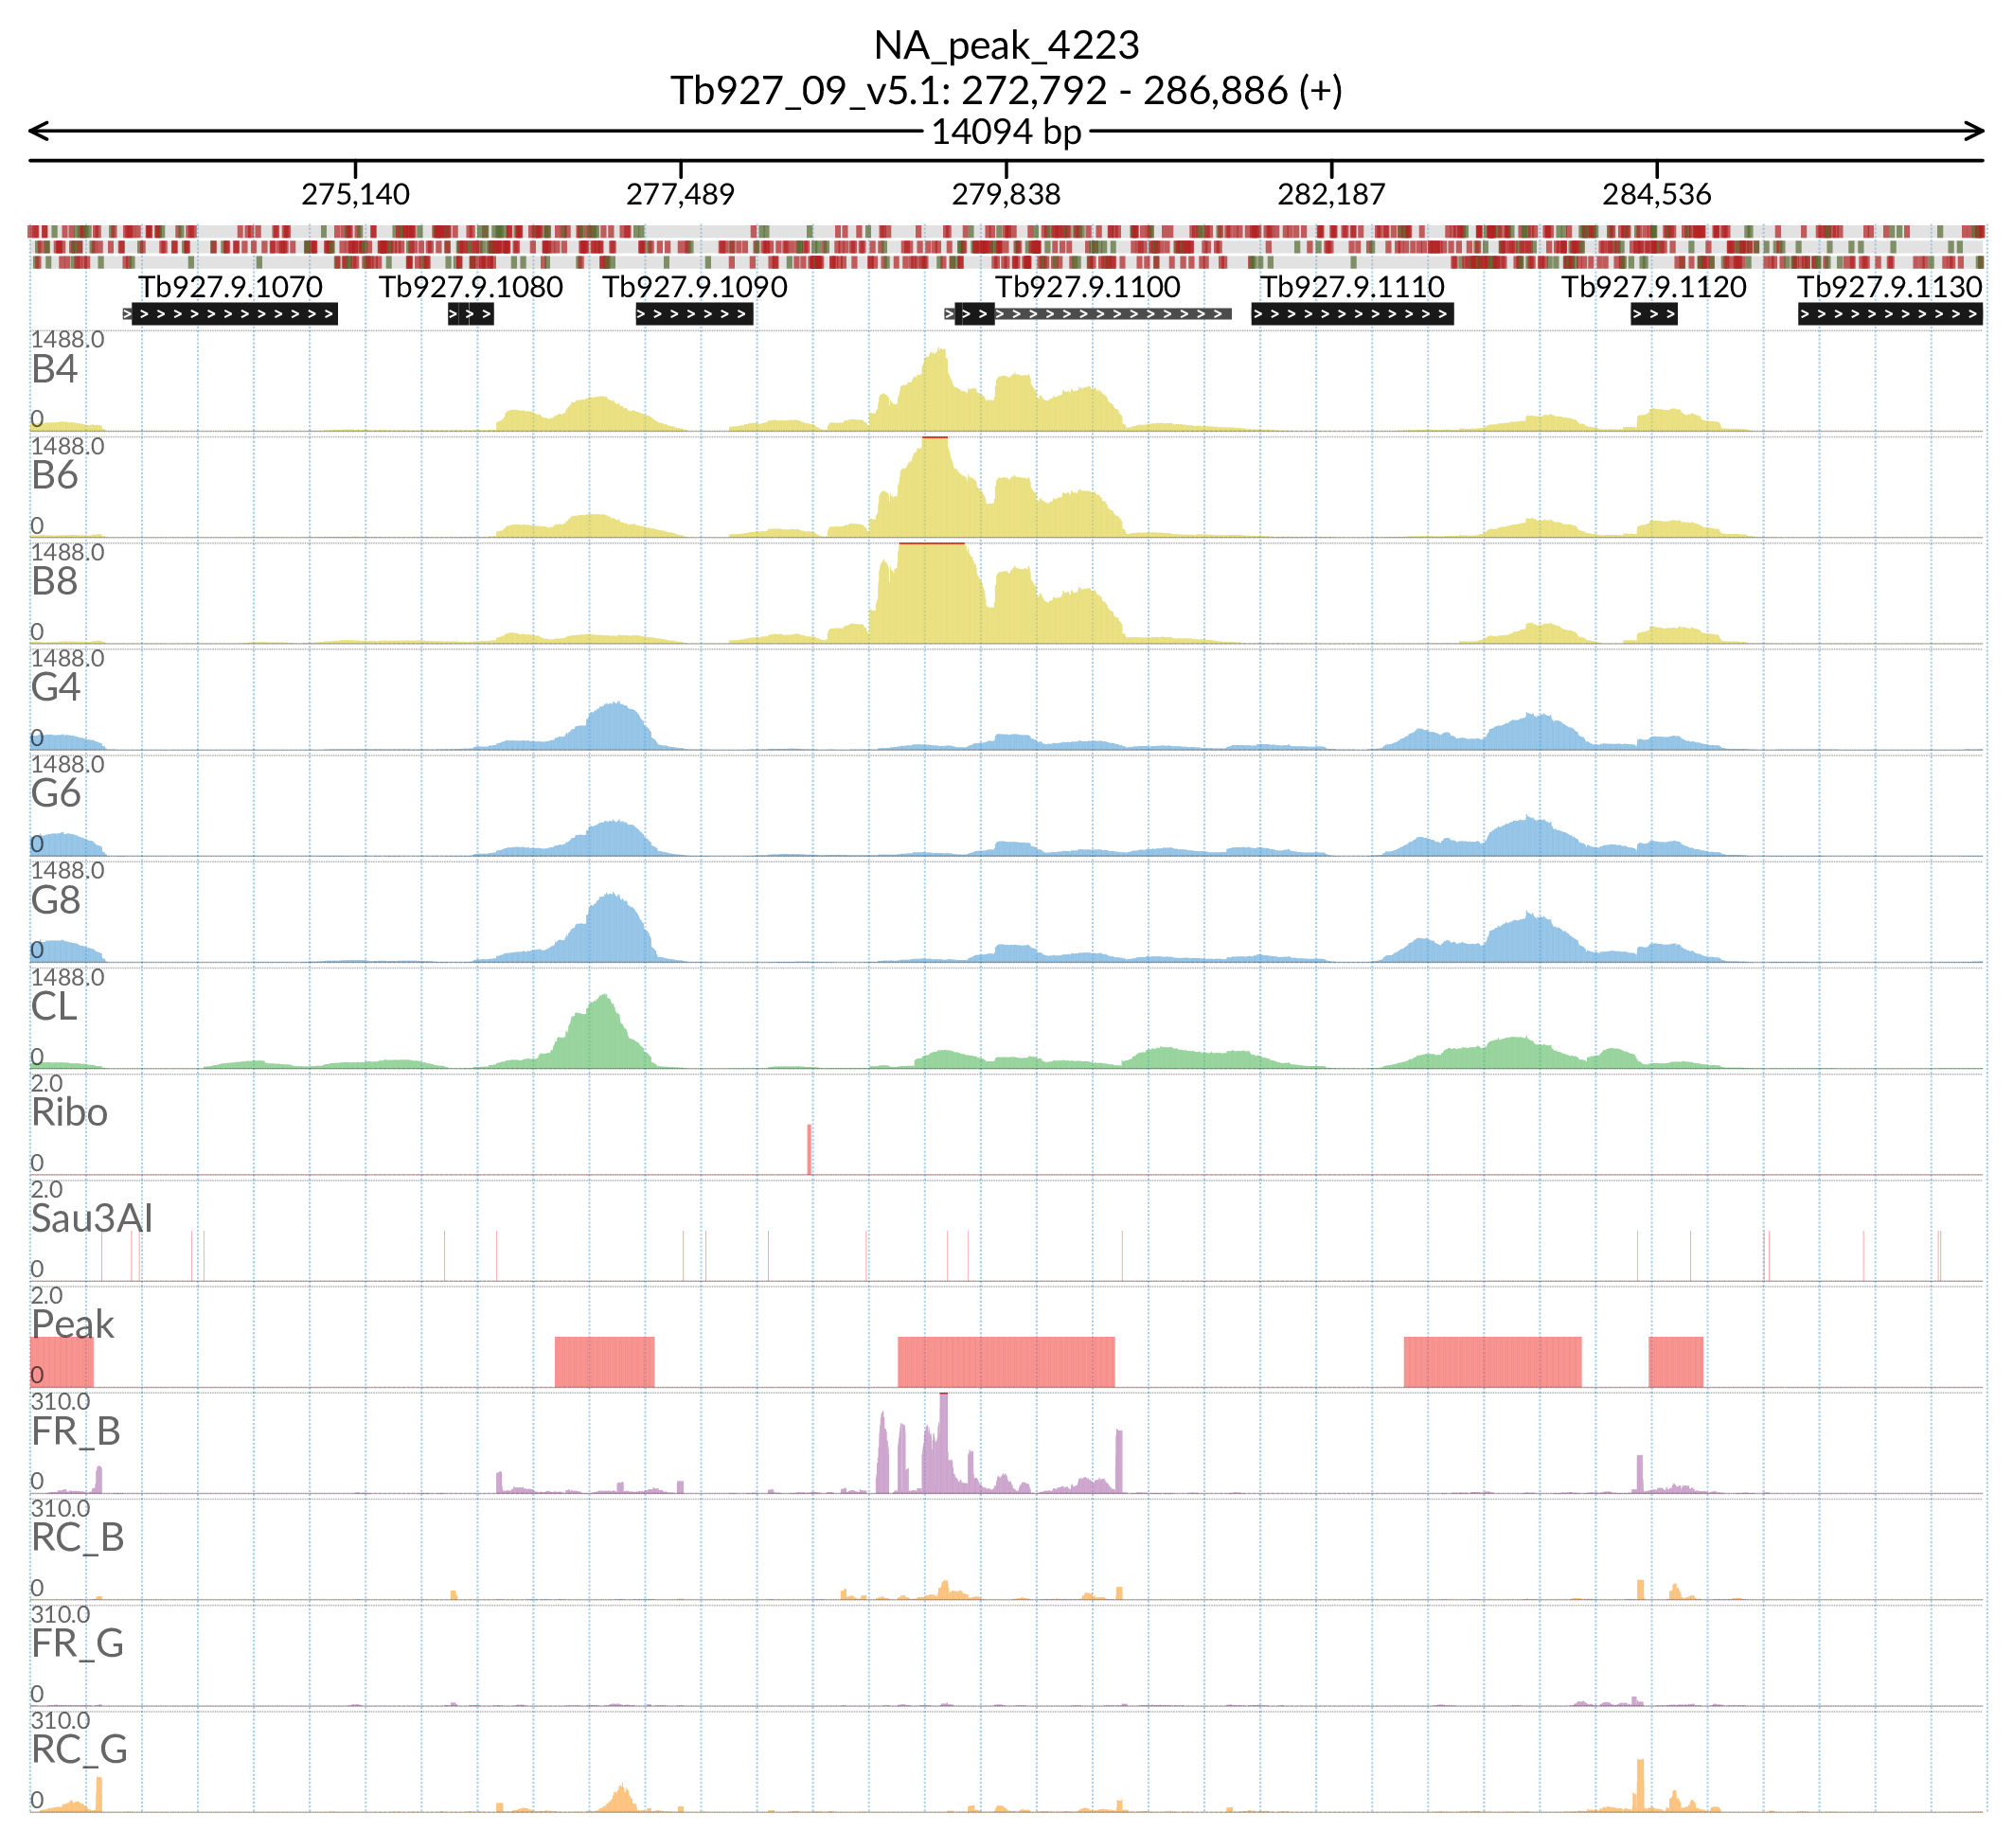 NA_peak_4223
Tb927_09_v5.1: 272,792 - 286,886 (+)
14094 bp
275,140 277,489 279,838 282,187 284,536
Tb927.9.1070 Tb927.9.1080 Tb927.9.1090 Tb927.9.1100 Tb927.9.1110 Tb927.9.1120 Tb927.9.1130
1488.0
B4
0
1488.0
B6
0
1488.0
B8
0
1488.0
G4
0
1488.0
G6
0
1488.0
G8
0
1488.0
CL
0
2.0
Ribo
0
2.0
Sau3AI
0
2.0
Peak
0
310.0
FR_B
0
310.0
RC_B
0
310.0
FR_G
0
310.0
RC_G
0